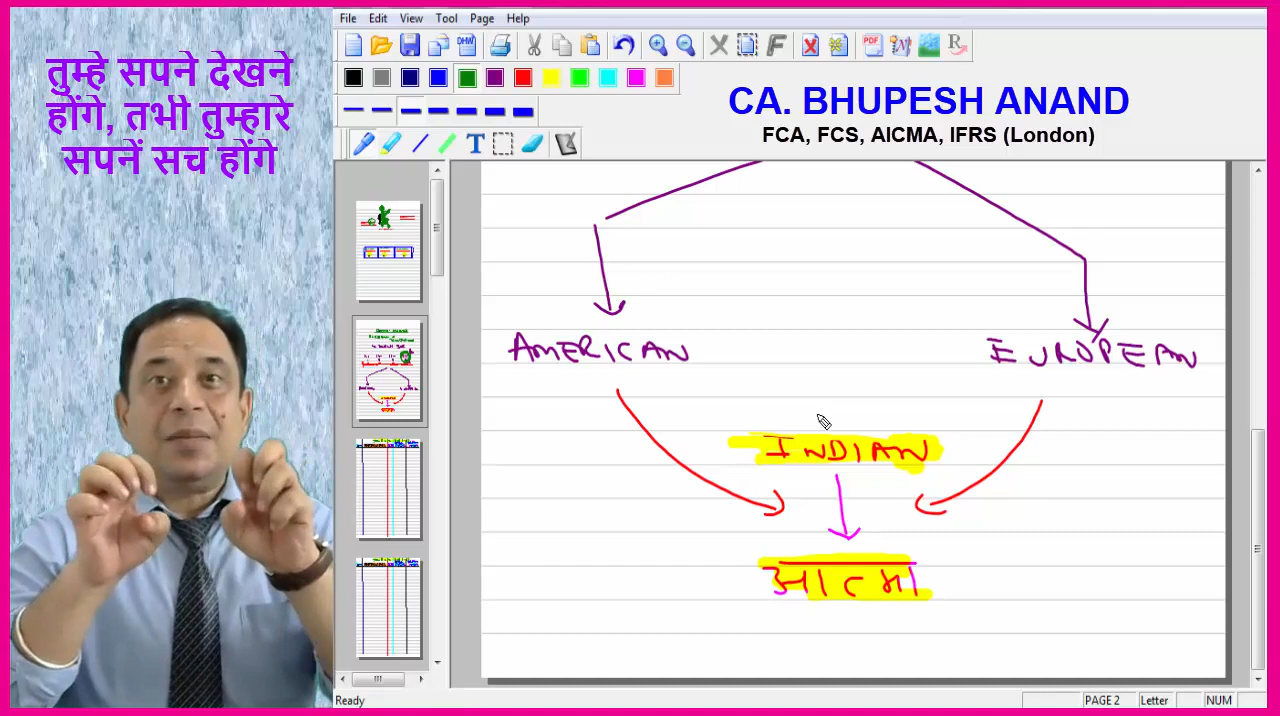 तुम्हे सपने देखने
होंगे, तभी तुम्हारे
सपनें सच होंगे
File Edit View Tool Page Help
CA. BHUPESH ANAND
FCA, FCS, AICMA, IFRS (London)
AMERICAN
EUROPEAN
INDIAN
Ready
PAGE 2 Letter NUM